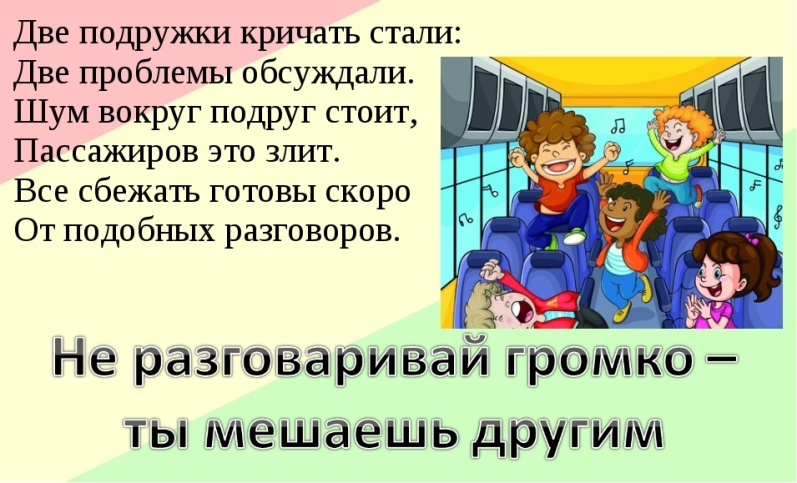 Две подружки кричать стали:
Две проблемы обсуждали.
Шум вокруг подруг стоит,
Пассажиров это злит.
Все сбежать готовы скоро
От подобных разговоров.
Не разговаривай громко –
ты мешаешь другим